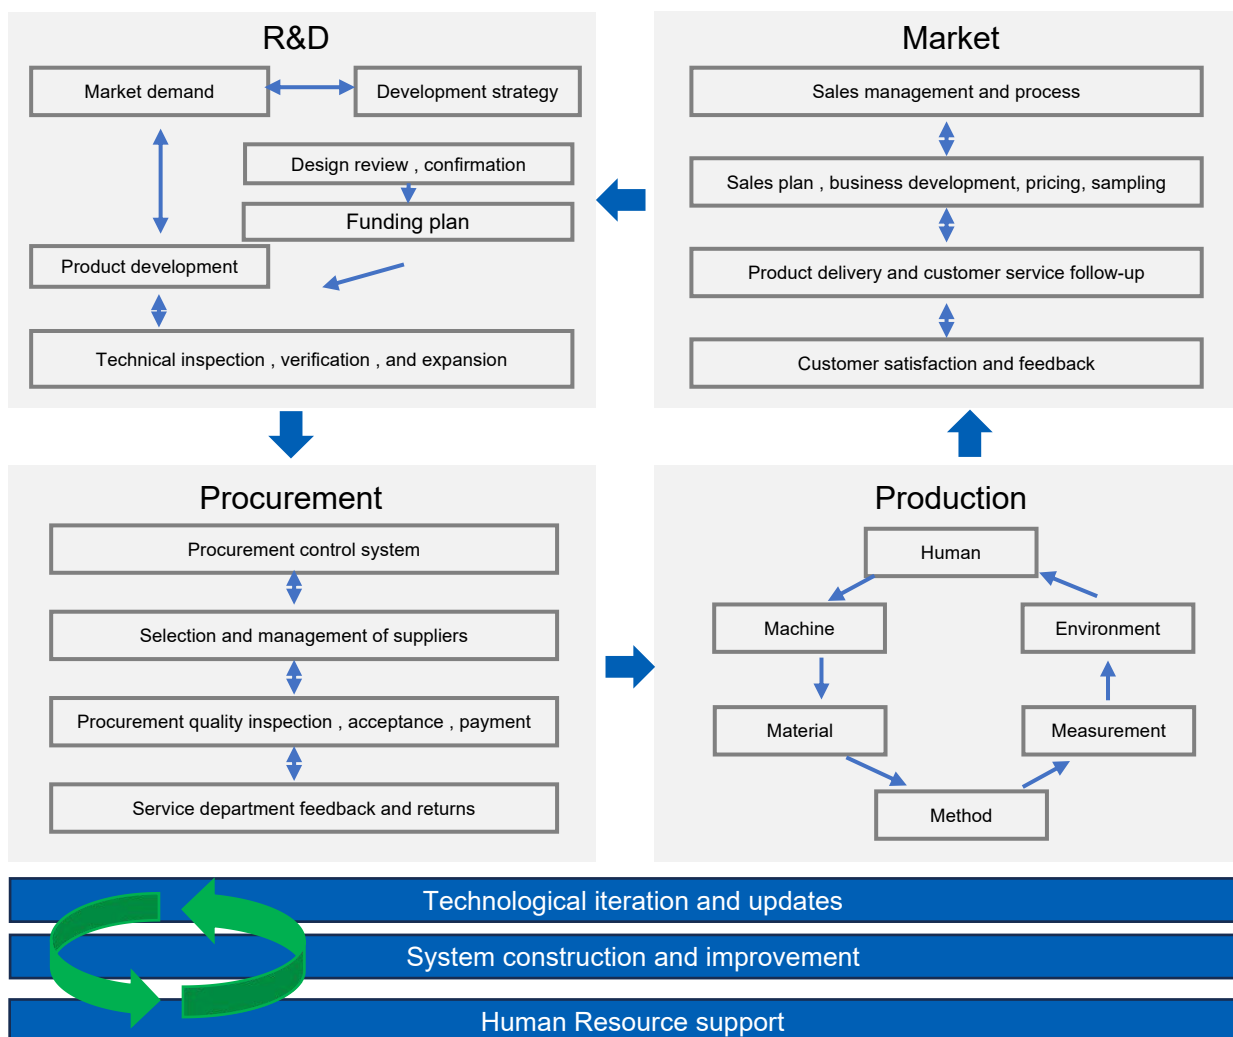 R&D
Market demand
Development strategy
Design review , confirmation
Funding plan
Product development
Technical inspection , verification , and expansion
Market
Sales management and process
Sales plan , business development, pricing, sampling
Product delivery and customer service follow-up
Customer satisfaction and feedback
Procurement
Procurement control system
Selection and management of suppliers
Procurement quality inspection , acceptance , payment
Service department feedback and returns
Production
Human
Machine
Environment
Material
Measurement
Method
Technological iteration and updates
System construction and improvement
Human Resource support